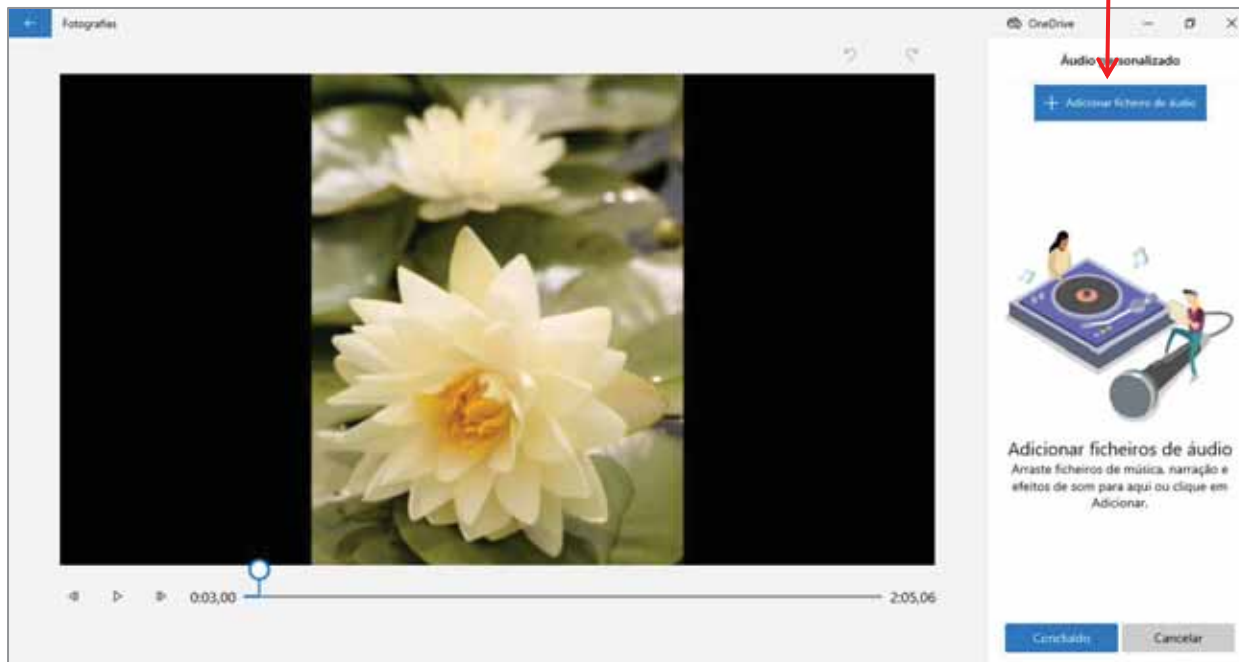 Fotografias
OneDrive
Áudio personalizado
Adicionar ficheiro de áudio
Adicionar ficheiros de áudio
Arraste ficheiros de música, narração e
efeitos de som para aqui ou clique em
Adicionar.
0:03,00
2:05,06
Concluído
Cancelar